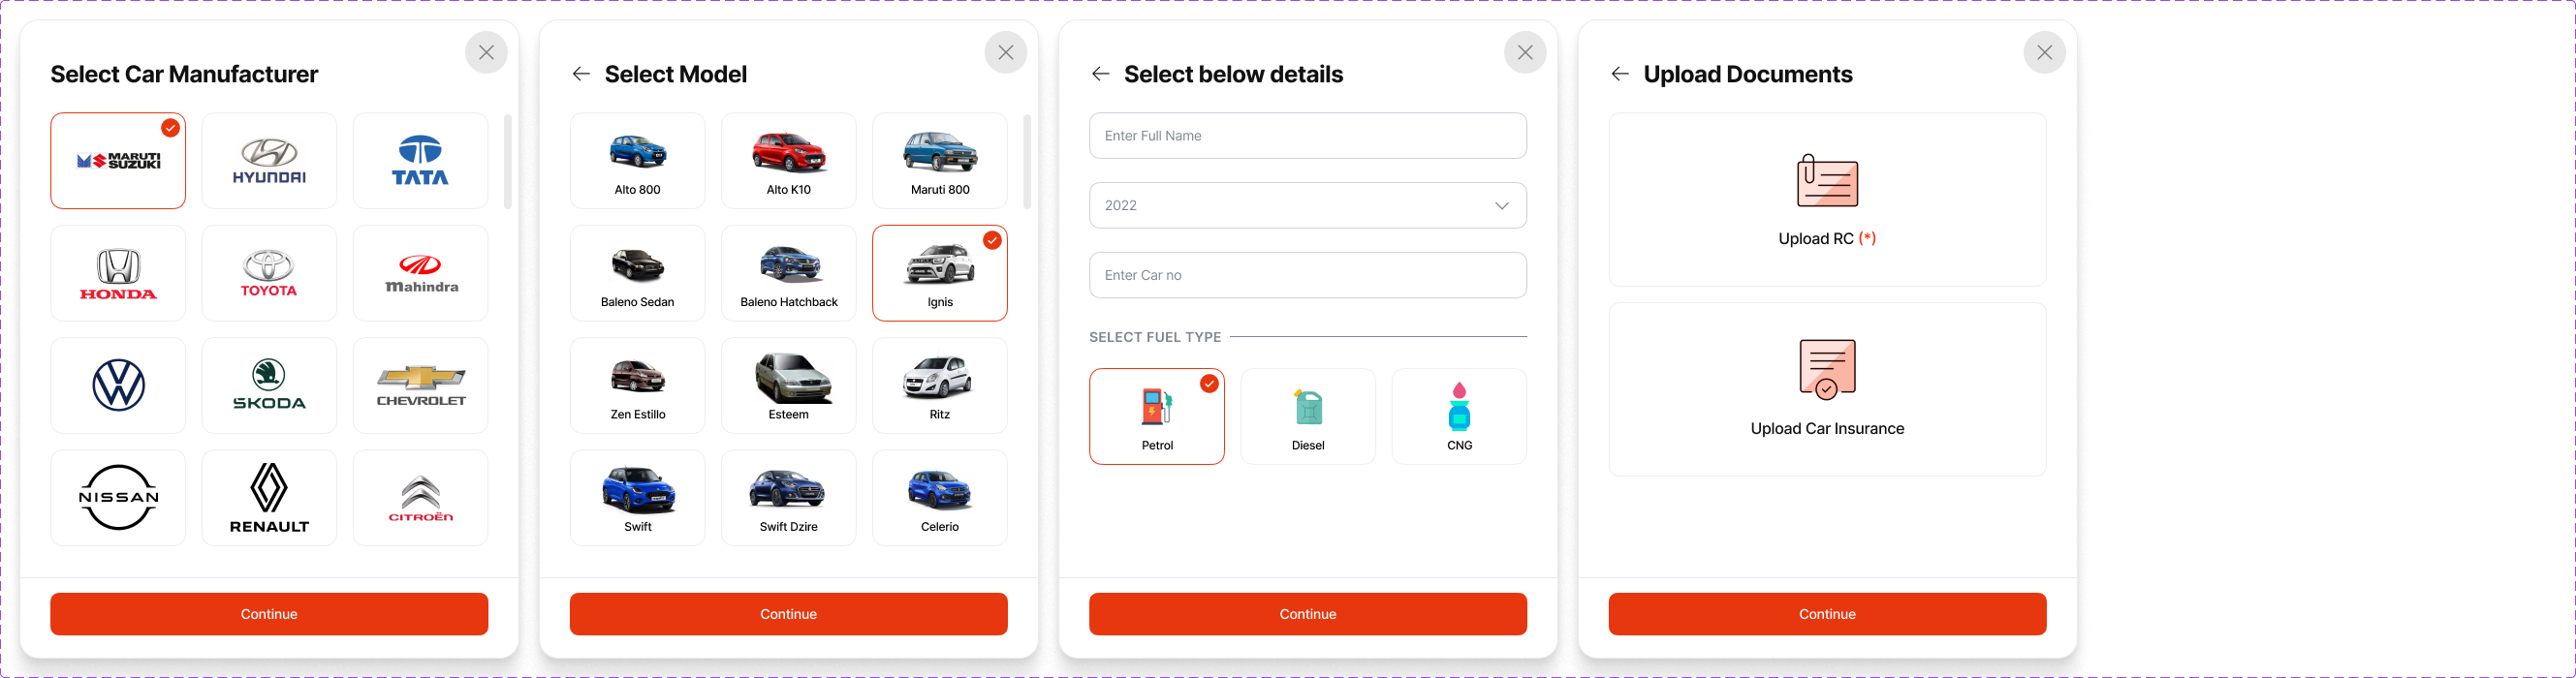 Select Car Manufacturer
MARUTI
SUZUKI
HYUNDAI
TATA
HONDA
TOYOTA
mahindra
SKODA
CHEVROLET
NISSAN
RENAULT
CITROËN
Continue
Select Model
Alto 800
Alto K10
Maruti 800
Baleno Sedan
Baleno Hatchback
Ignis
Zen Estillo
Esteem
Ritz
Swift
Swift Dzire
Celerio
Continue
Select below details
Enter Full Name
2022
Enter Car no
SELECT FUEL TYPE
Petrol
Diesel
CNG
Continue
Upload Documents
Upload RC (*)
Upload Car Insurance
Continue